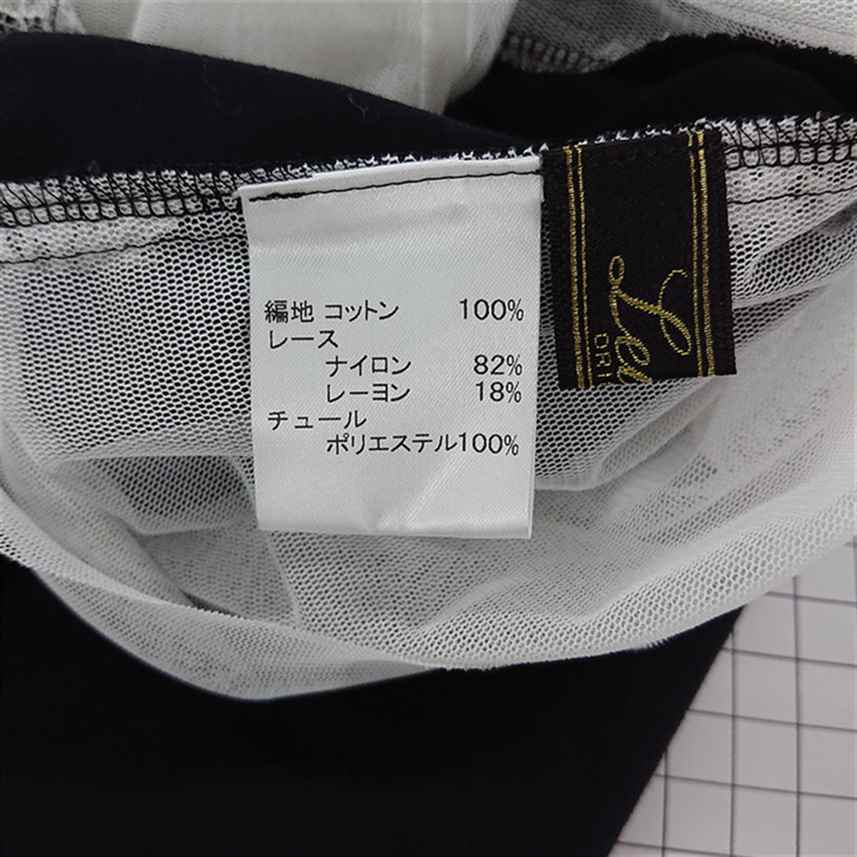 編地 コットン 100%
レース
ナイロン 82%
レーヨン 18%
チュール
ポリエステル100%